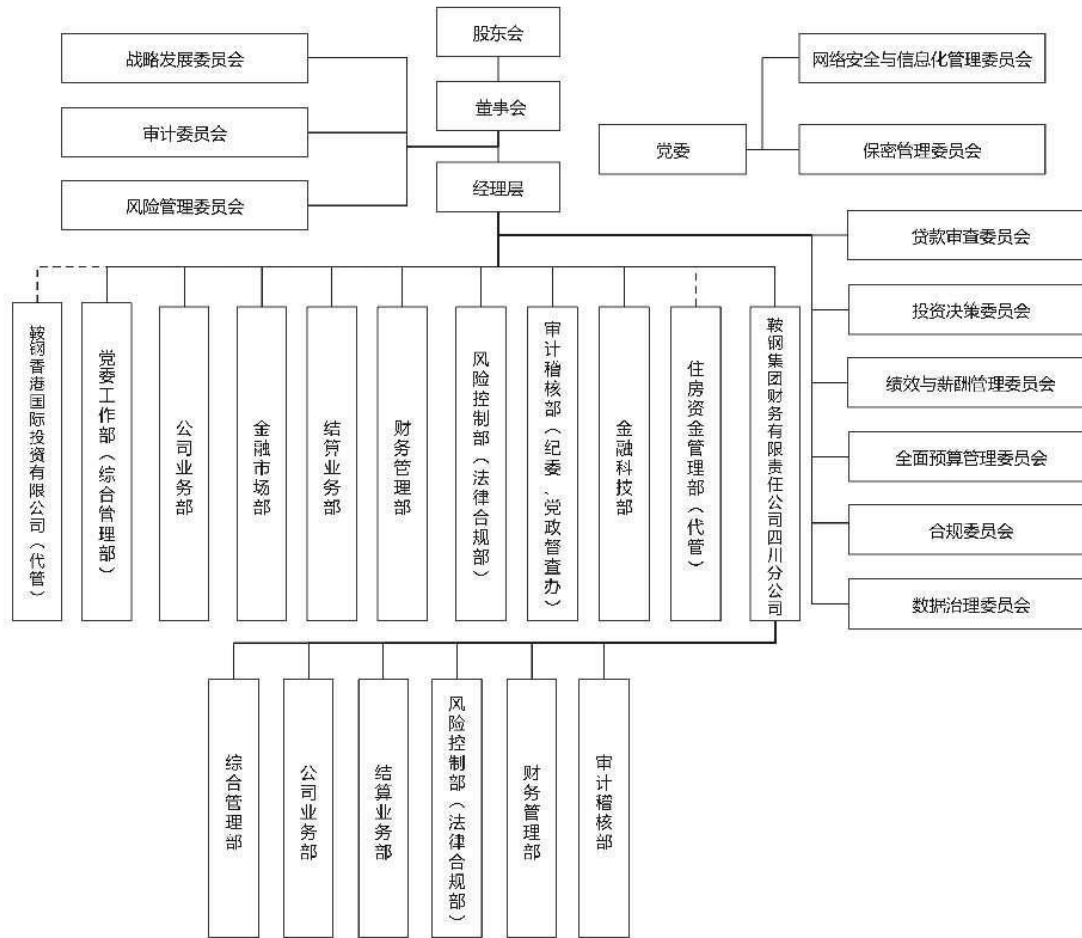 股东会
战略发展委员会
网络安全与信息化管理委员会
董事会
审计委员会
党委
保密管理委员会
经理层
风险管理委员会
贷款审查委员会
投资决策委员会
绩效与薪酬管理委员会
全面预算管理委员会
合规委员会
数据治理委员会
鞍钢香港国际投资有限公司（代管）
党委工作部（综合管理部）
公司业务部
金融市场部
结算业务部
财务管理部
风险控制部（法律合规部）
审计稽核部（纪委、党政督查办）
金融科技部
住房资金管理部（代管）
鞍钢集团财务有限责任公司四川分公司
综合管理部
公司业务部
结算业务部
风险控制部（法律合规部）
财务管理部
审计稽核部